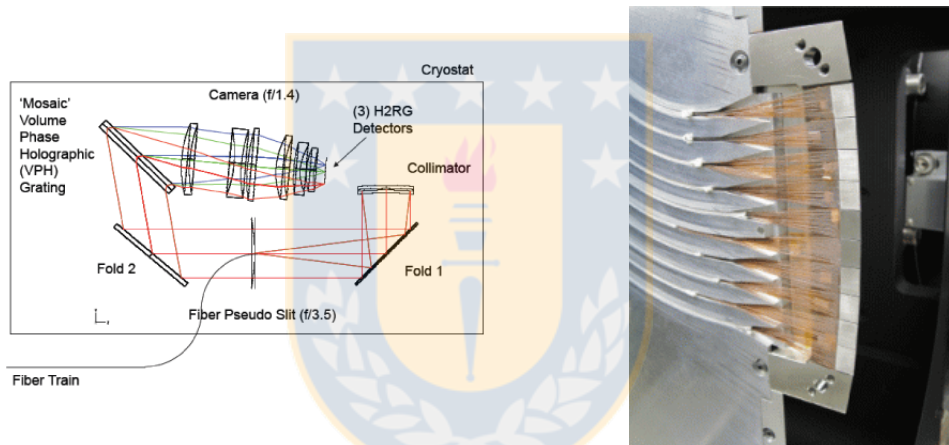 Cryostat
'Mosaic'
Volume
Phase
Holographic
(VPH)
Grating
Camera (f/1.4)
(3) H2RG
Detectors
Collimator
Fold 2
Fold 1
Fiber Pseudo Slit (f/3.5)
Fiber Train